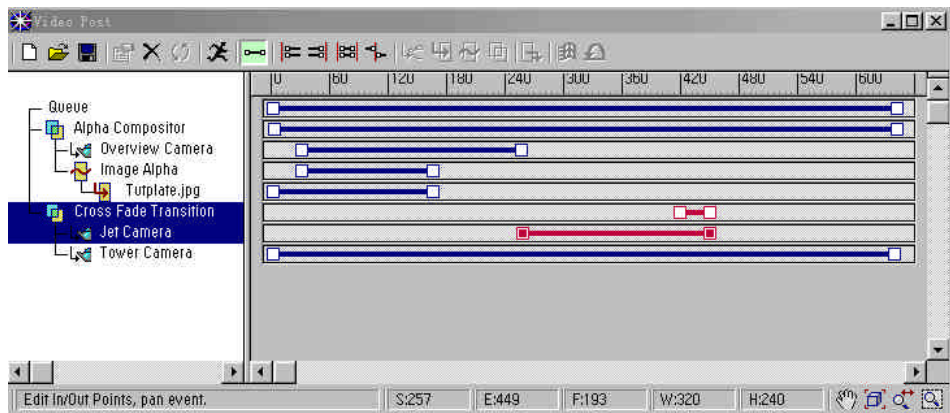 Video Post
0 60 120 180 240 300 360 420 480 540 600
Queue
Alpha Compositor
Overview Camera
Image Alpha
Tutplate.jpg
Cross Fade Transition
Jet Camera
Tower Camera
Edit In/Out Points, pan event. S:257 E:449 F:193 W:320 H:240